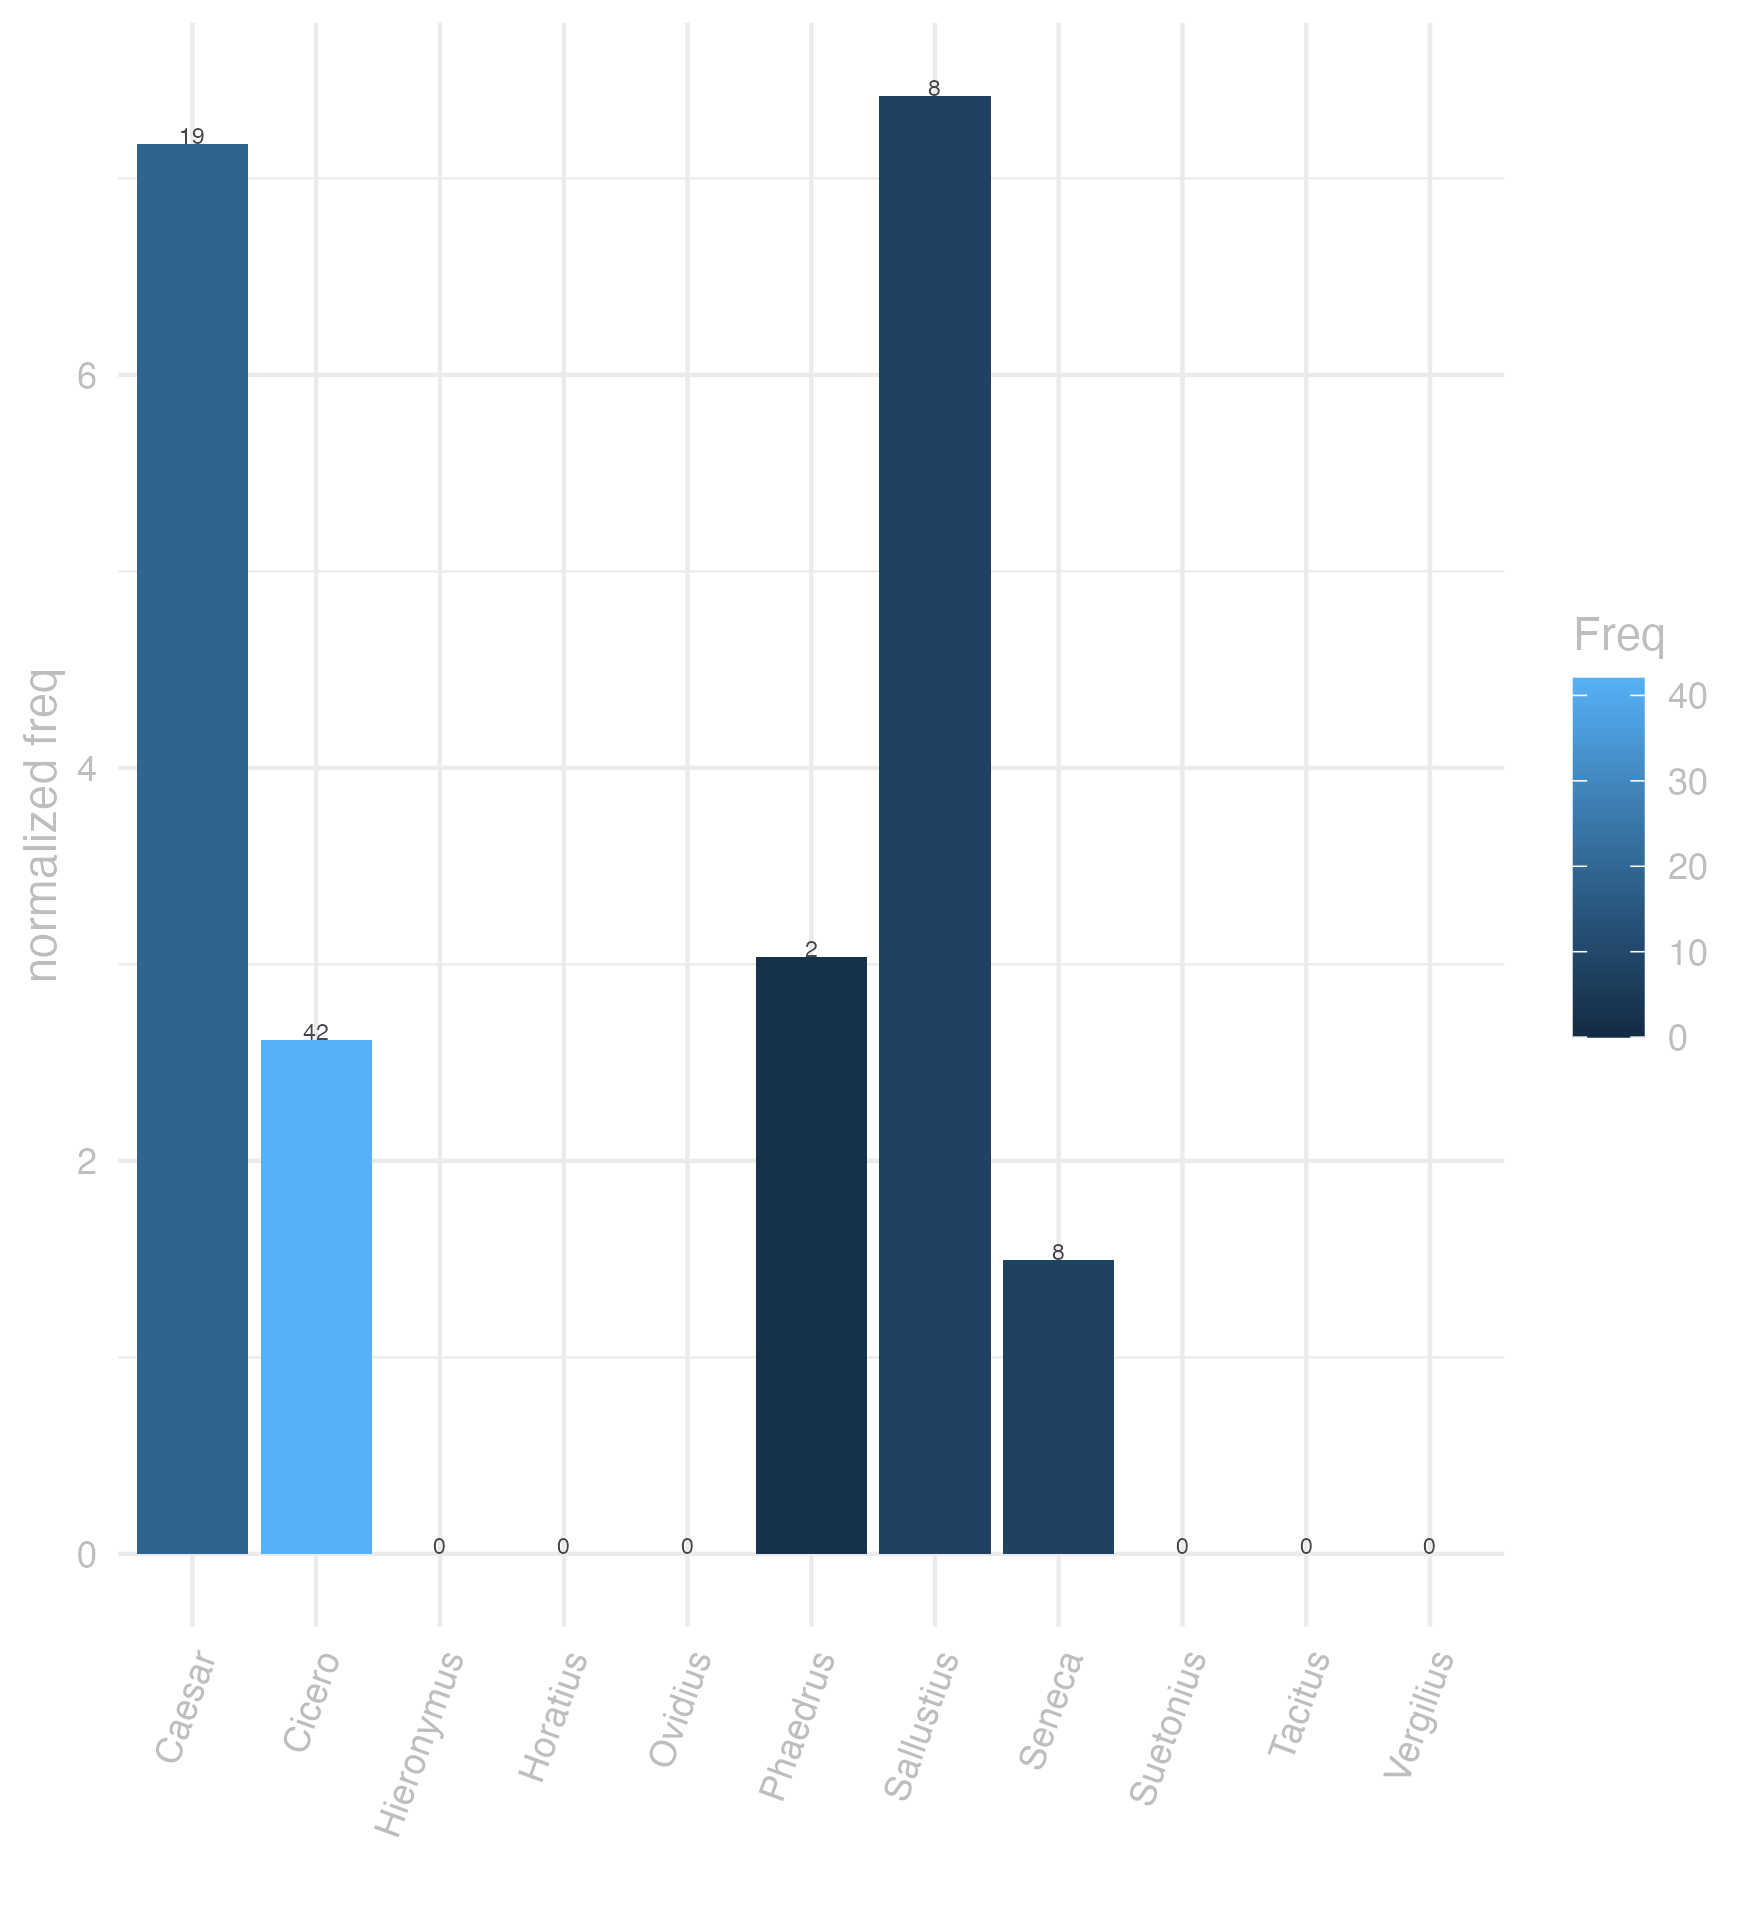 8
19
6
Freq
40
4
30
normalized freq
20
2
10
42
0
2
8
0
0
0
0
0
0
0
Caesar
Cicero
Hieronymus
Horatius
Ovidius
Phaedrus
Sallustius
Seneca
Suetonius
Tacitus
Vergilius